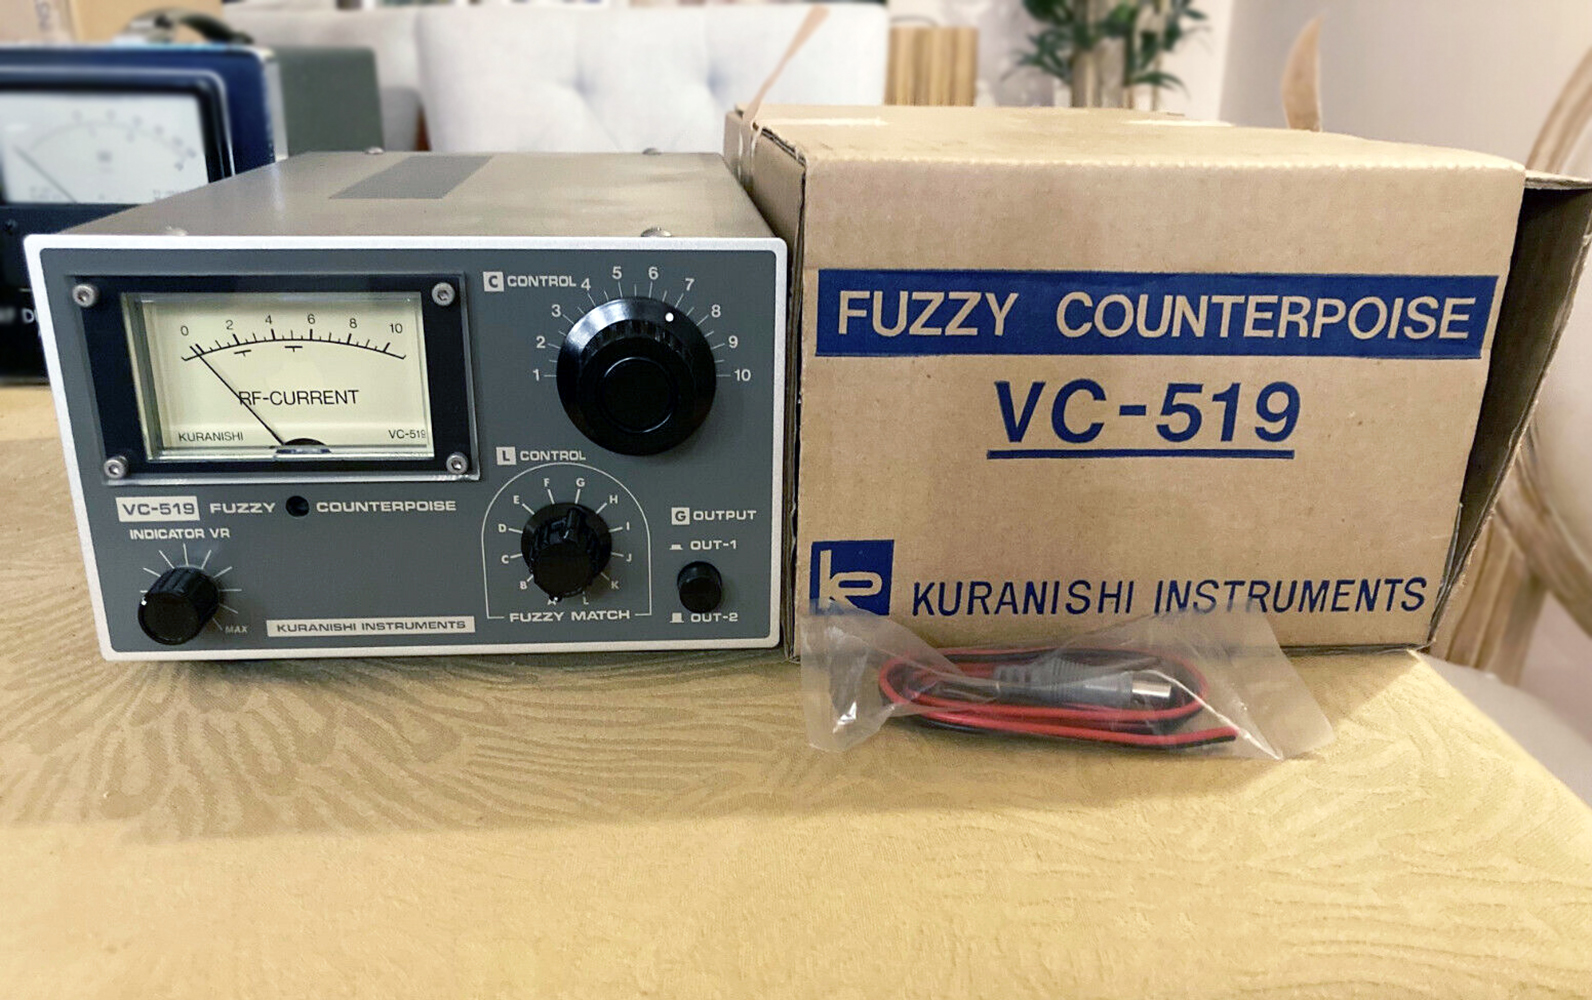 0 2 4 6 8 10
RF-CURRENT
KURANISHI VC-519
C CONTROL
1 2 3 4 5 6 7 8 9 10
L CONTROL
A B C D E F G H I J K L
FUZZY MATCH
VC-519 FUZZY COUNTERPOISE
INDICATOR VR
MAX
KURANISHI INSTRUMENTS
G OUTPUT
OUT-1
OUT-2
FUZZY COUNTERPOISE
VC-519
KURANISHI INSTRUMENTS